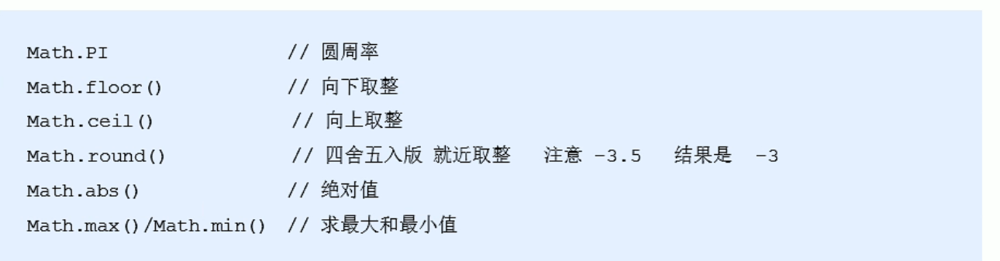 Math.PI // 圆周率
Math.floor() // 向下取整
Math.ceil() // 向上取整
Math.round() // 四舍五入版 就近取整 注意 -3.5 结果是 -3
Math.abs() // 绝对值
Math.max()/Math.min() // 求最大和最小值